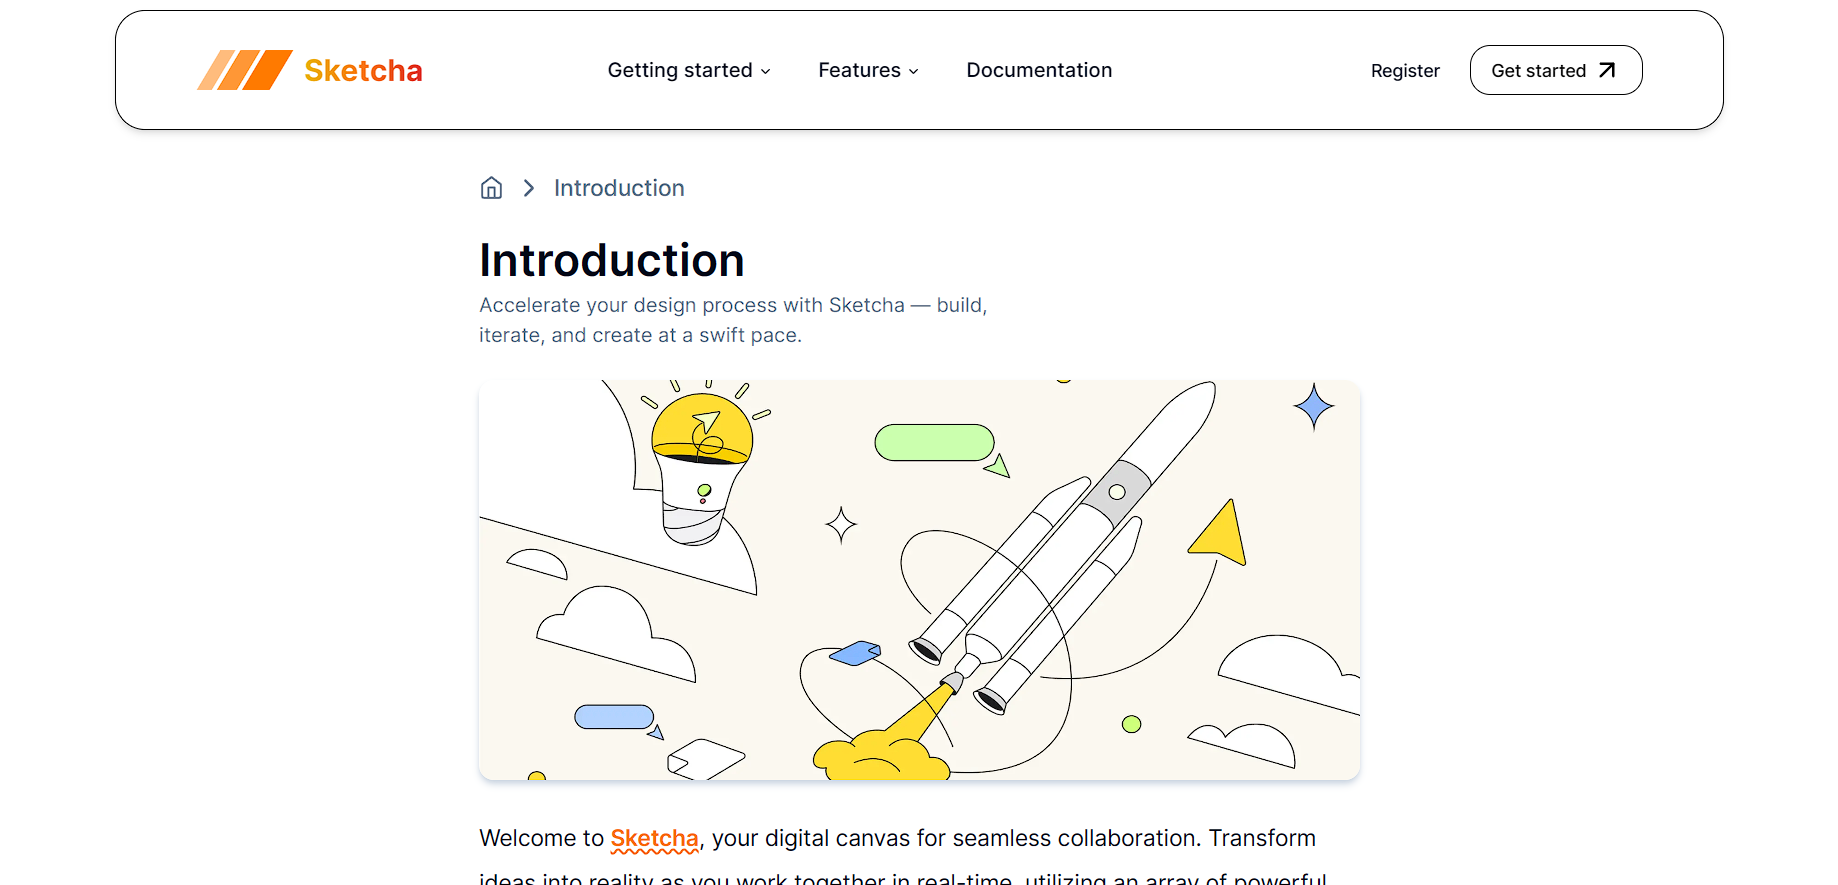 Sketcha
Getting started
Features
Documentation
Register
Get started
Introduction
Introduction
Accelerate your design process with Sketcha — build,
iterate, and create at a swift pace.
Welcome to Sketcha, your digital canvas for seamless collaboration. Transform
ideas into reality as you work together in real-time, utilizing an array of powerful